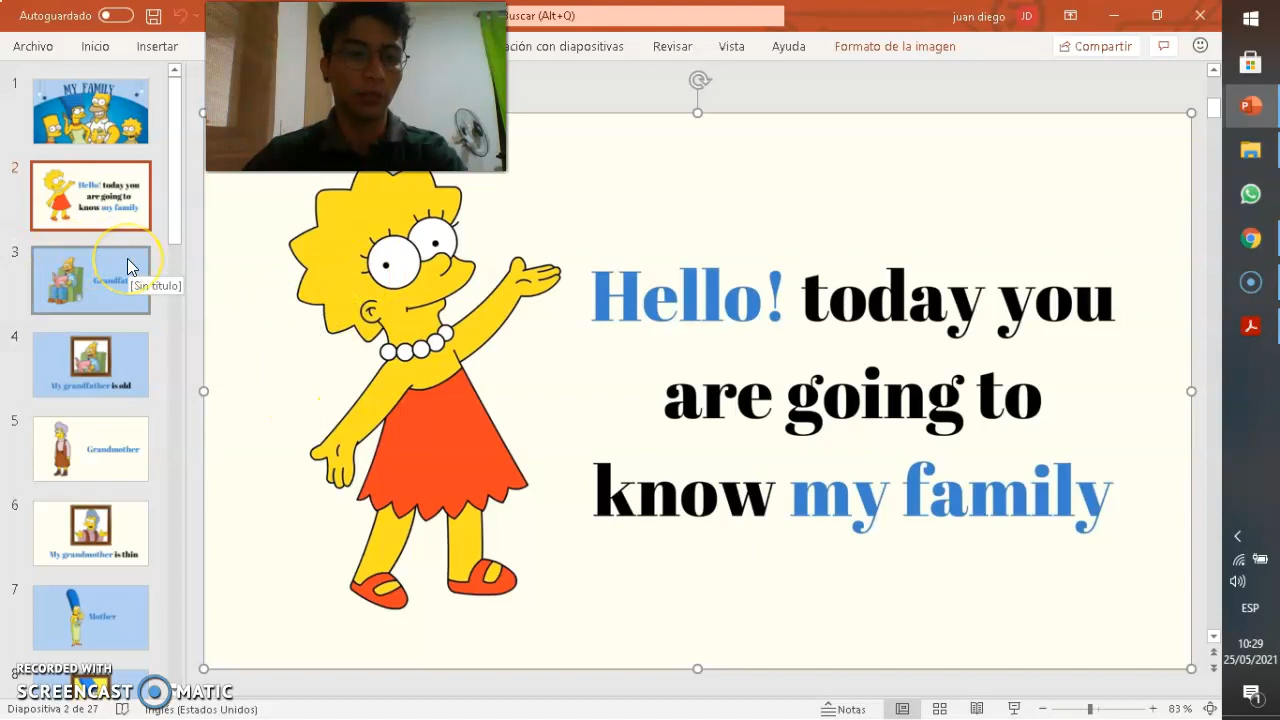 Autoguardado
Buscar (Alt+Q)
juan diego
JD
Archivo
Inicio
Insertar
ación con diapositivas
Revisar
Vista
Ayuda
Formato de la imagen
Compartir
1
MY FAMILY
2
Hello! today you
are going to
know my family
3
Grandfat
[Sin título]
4
My grandfather is old
5
Grandmother
6
My grandmother is thin
7
Mother
8
Hello! today you
are going to
know my family
RECORDED WITH
SCREENCAST MATIC
Diapositiva 2 de 27
Inglés (Estados Unidos)
Notas
83 %
ESP
10:29
25/05/2021
1